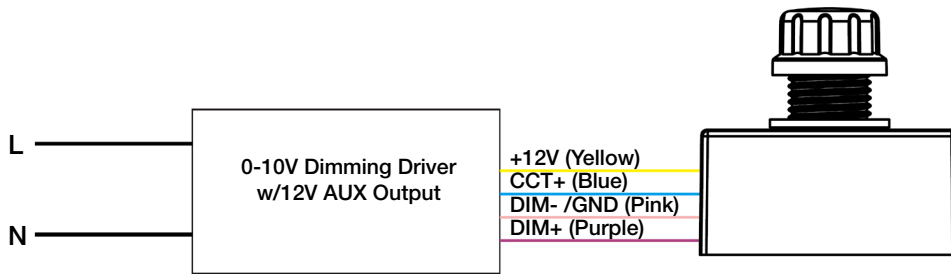 L
N
0-10V Dimming Driver
w/12V AUX Output
+12V (Yellow)
CCT+ (Blue)
DIM- /GND (Pink)
DIM+ (Purple)